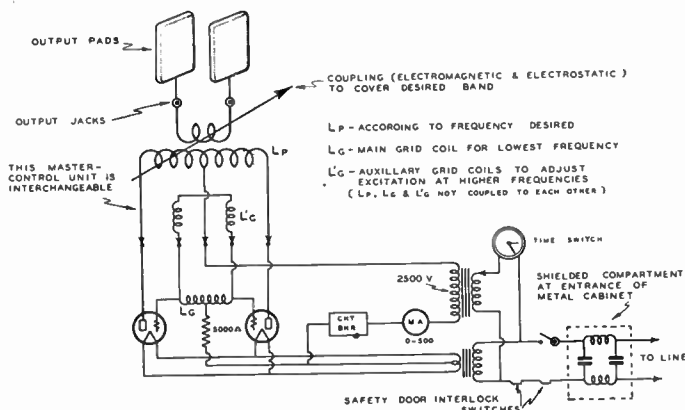 OUTPUT PADS
COUPLING (ELECTROMAGNETIC & ELECTROSTATIC)
TO COVER DESIRED BAND
OUTPUT JACKS
LP - ACCORDING TO FREQUENCY DESIRED
LP
LG - MAIN GRID COIL FOR LOWEST FREQUENCY
THIS MASTER-
CONTROL UNIT IS
INTERCHANGEABLE
L'G - AUXILLARY GRID COILS TO ADJUST
EXCITATION AT HIGHER FREQUENCIES
(LP, LG & L'G NOT COUPLED TO EACH OTHER)
L'G
TIME SWITCH
2500 V
SHIELDED COMPARTMENT
AT ENTRANCE OF
METAL CABINET
LG
5000Ω
CKT
BKR
MA
0-500
TO LINE
SAFETY DOOR INTERLOCK
SWITCHES